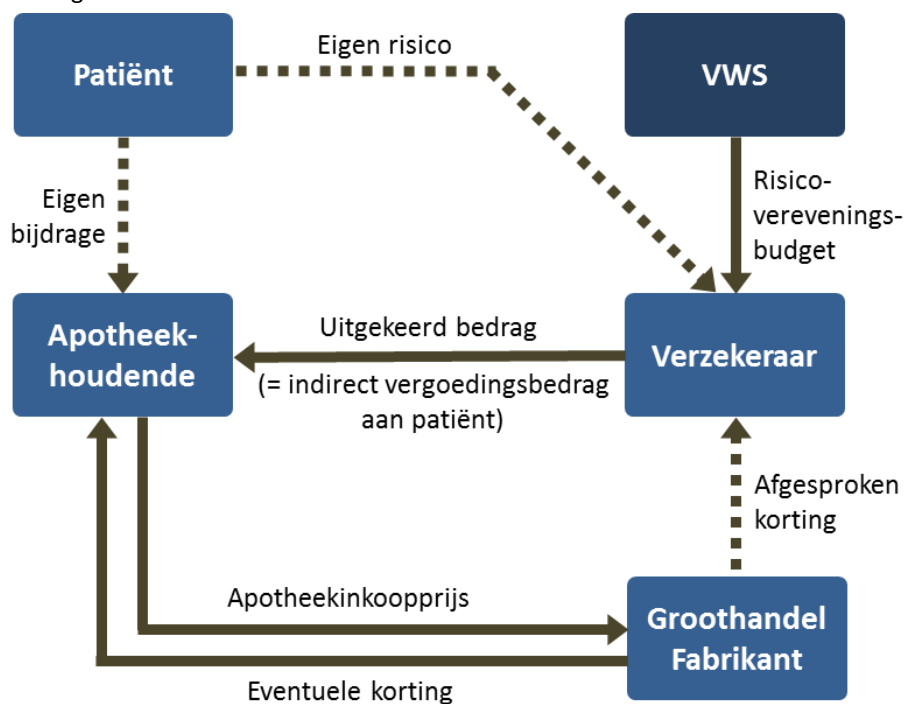 Eigen risico
Patiënt
VWS
Eigen
bijdrage
Risico-
verevenings-
budget
Apotheek-
houdende
Uitgekeerd bedrag
(= indirect vergoedingsbedrag
aan patiënt)
Verzekeraar
Afgesproken
korting
Apotheekinkoopprijs
Groothandel
Fabrikant
Eventuele korting